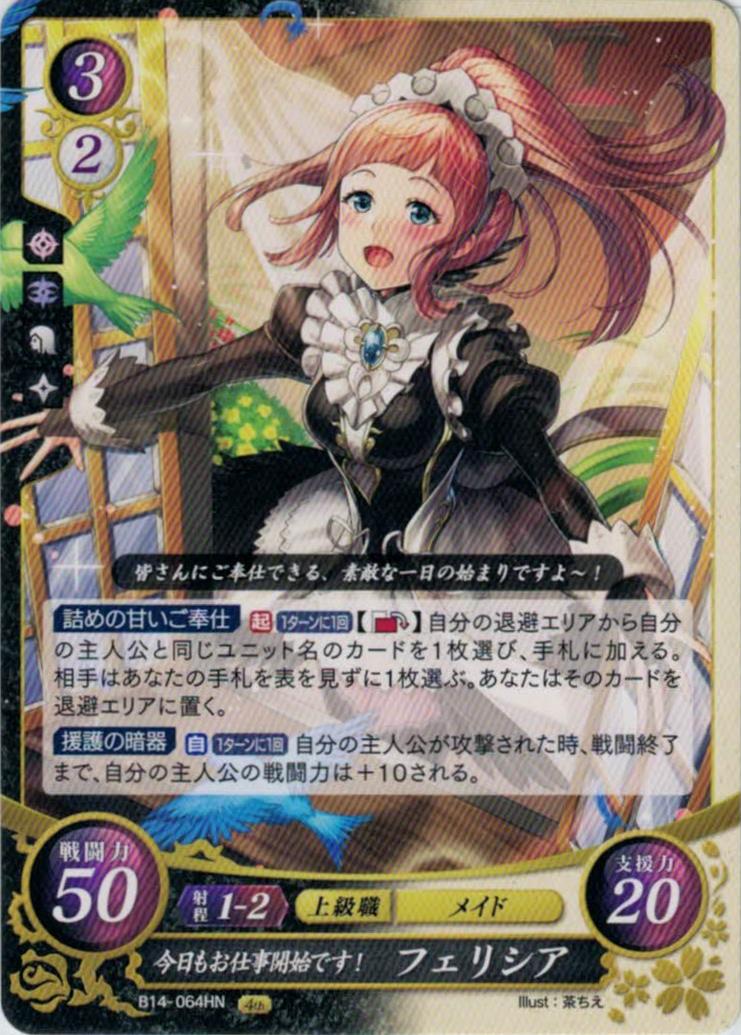 3
2
皆さんにご奉仕できる、素敵な一日の始まりですよ～！
詰めの甘いご奉仕 起 1ターンに1回 【 】自分の退避エリアから自分
の主人公と同じユニット名のカードを1枚選び、手札に加える。
相手はあなたの手札を表を見ずに1枚選ぶ。あなたはそのカードを
退避エリアに置く。
援護の暗器 自 1ターンに1回 自分の主人公が攻撃された時、戦闘終了
まで、自分の主人公の戦闘力は＋10される。
戦闘力
50
射程 1-2 上級職 メイド
支援力
20
今日もお仕事開始です！ フェリシア
B14-064HN 4th Illust：茶ちえ